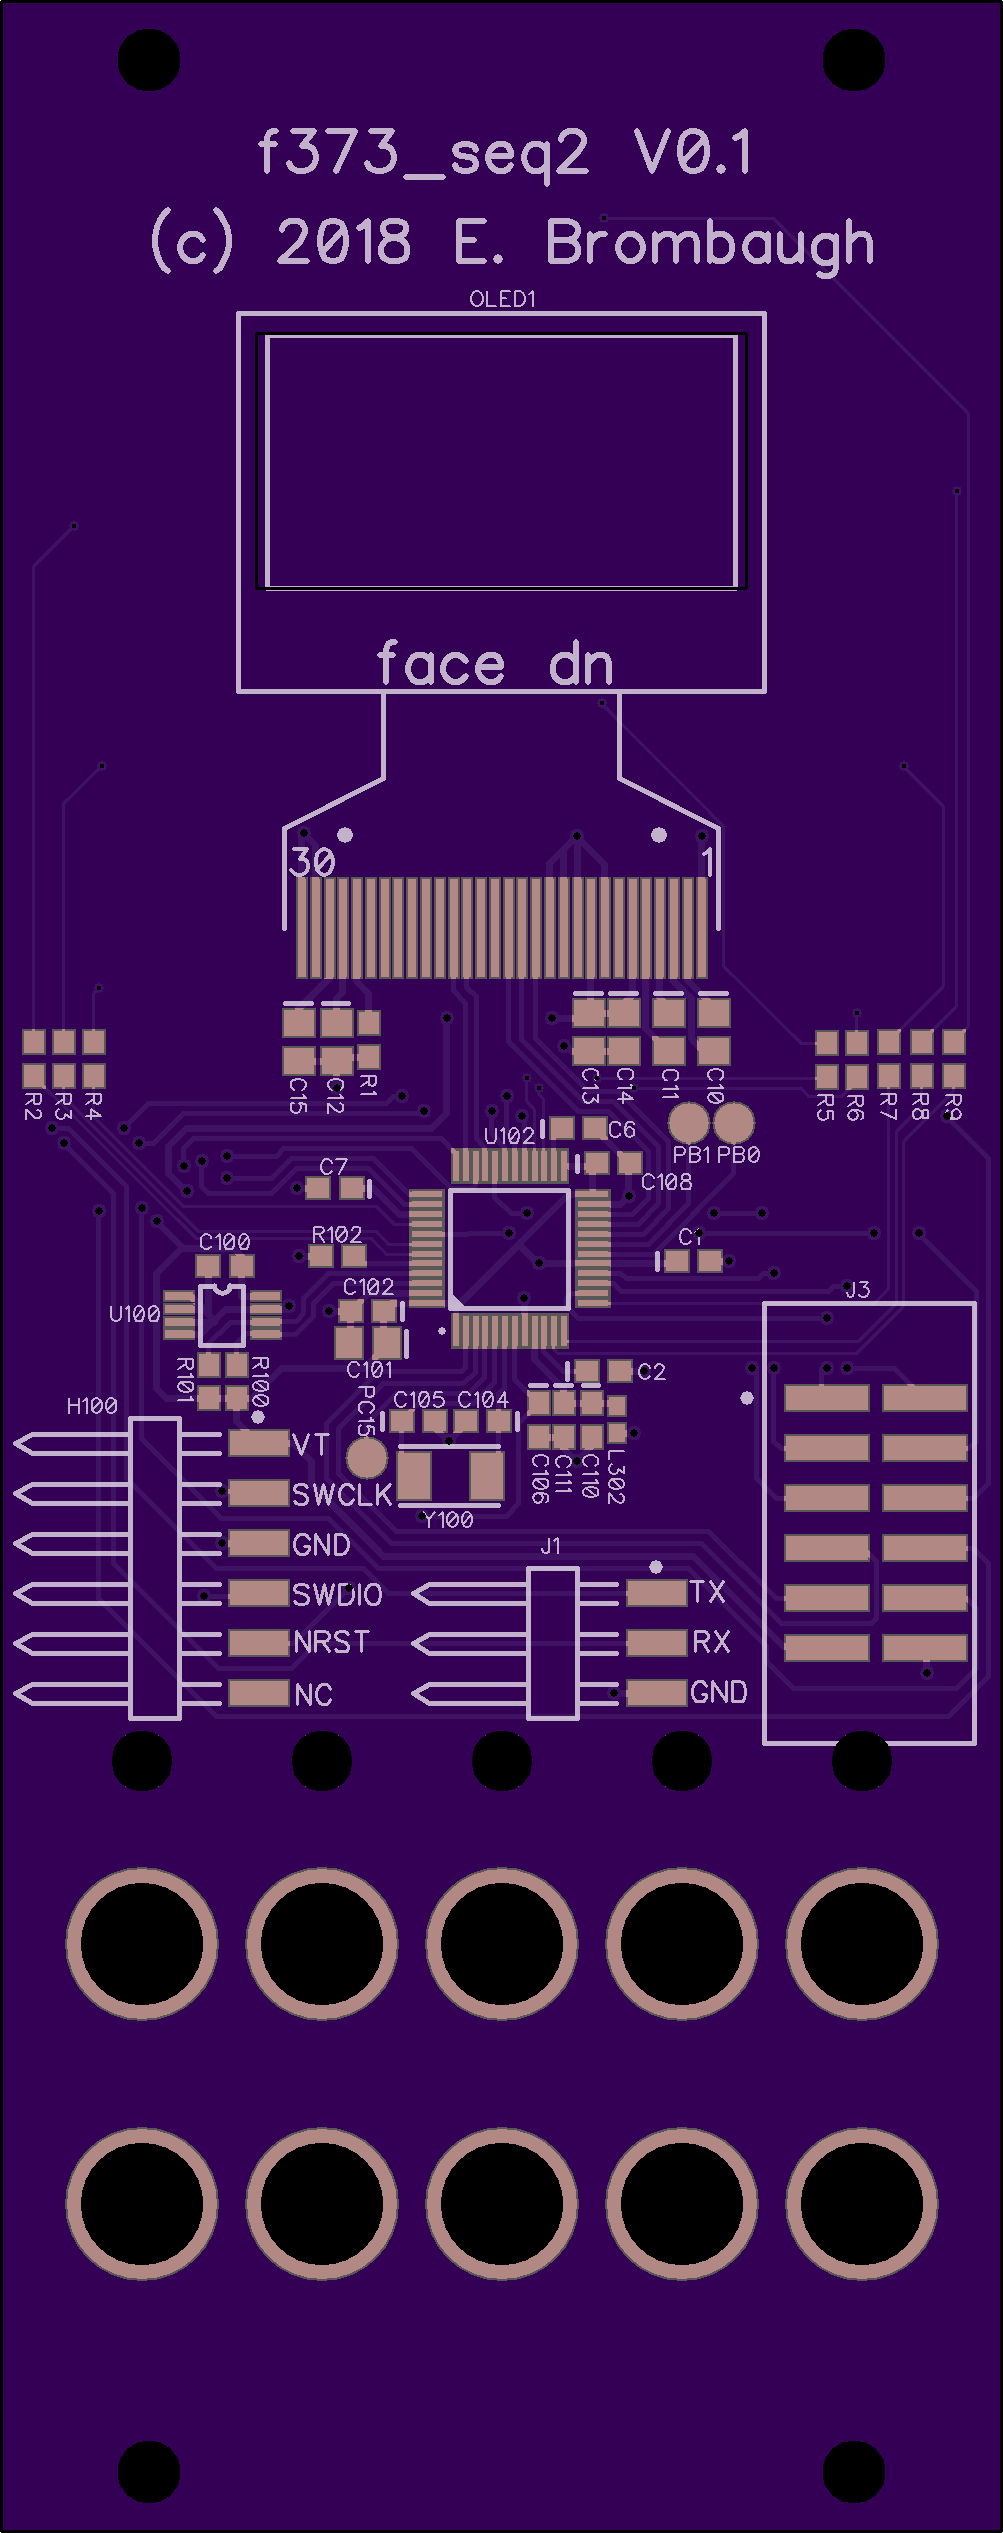 f373_seq2 V0.1
(c) 2018 E. Brombaugh
OLED1
face dn
30 1
C15 C12 R1 C13 C14 C11 C10
R2 R3 R4 R5 R6 R7 R8 R9
U102 C6
PB1 PB0
C7 C108
C100 R102 C1
C102 J3
U100
C101 C2
R101 R100 PC15
H100 C105 C104
VT
C106 C111 C110 L302
SWCLK
Y100
GND J1
SWDIO TX
NRST RX
NC GND